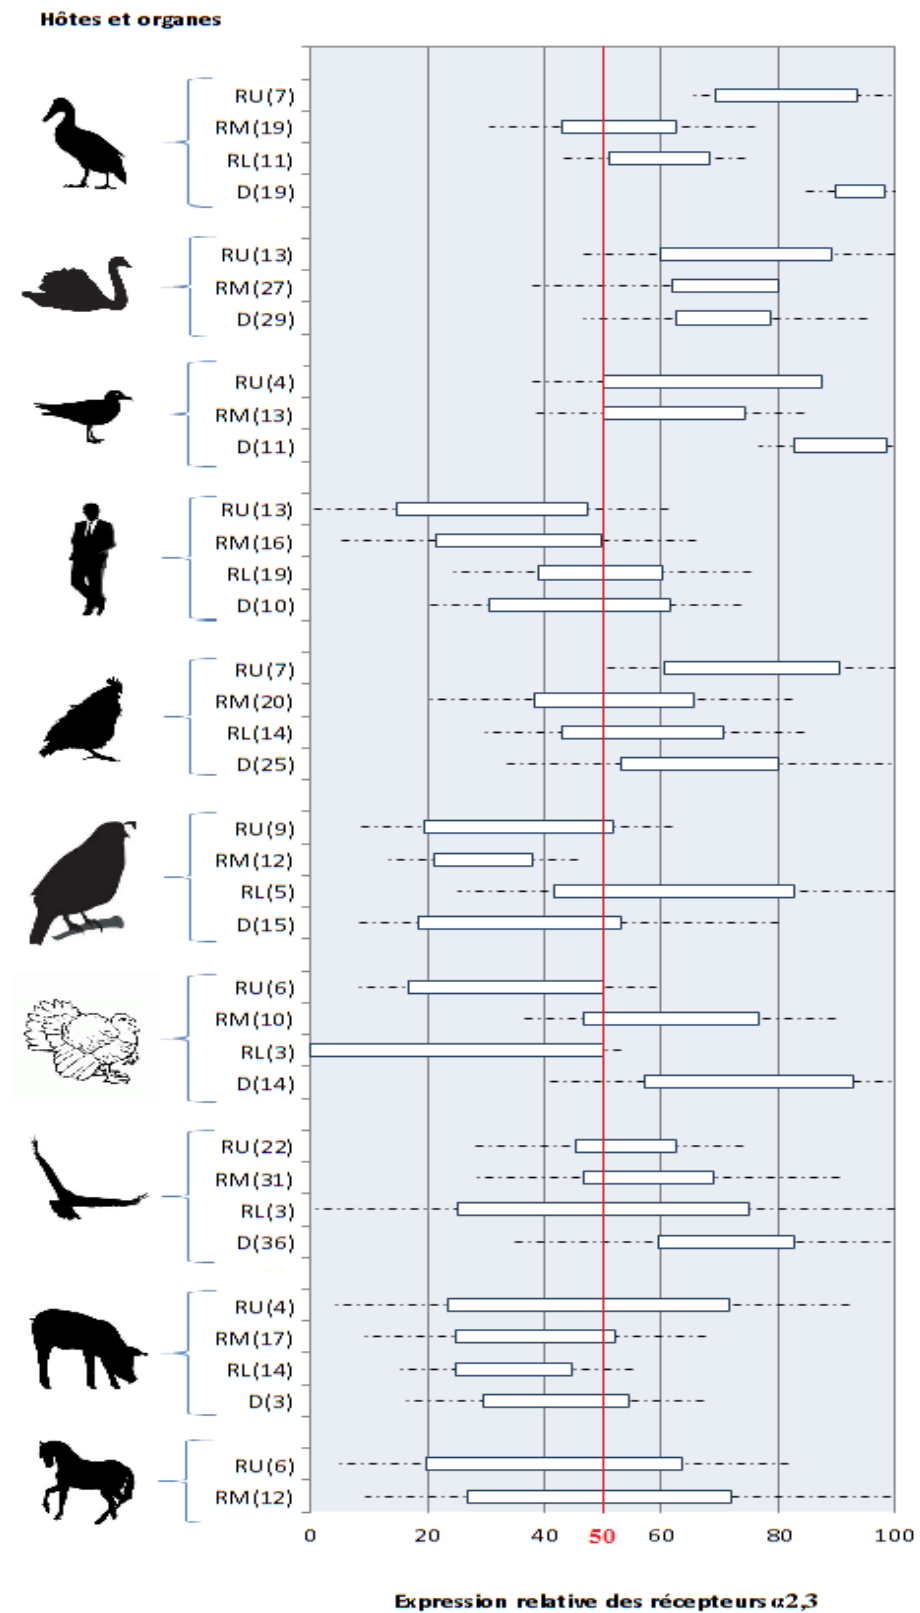 Hôtes et organes
RU(7)
RM(19)
RL(11)
D(19)
RU(13)
RM(27)
D(29)
RU(4)
RM(13)
D(11)
RU(13)
RM(16)
RL(19)
D(10)
RU(7)
RM(20)
RL(14)
D(25)
RU(9)
RM(12)
RL(5)
D(15)
RU(6)
RM(10)
RL(3)
D(14)
RU(22)
RM(31)
RL(3)
D(36)
RU(4)
RM(17)
RL(14)
D(3)
RU(6)
RM(12)
0 20 40 50 60 80 100
Expression relative des récepteurs α2,3